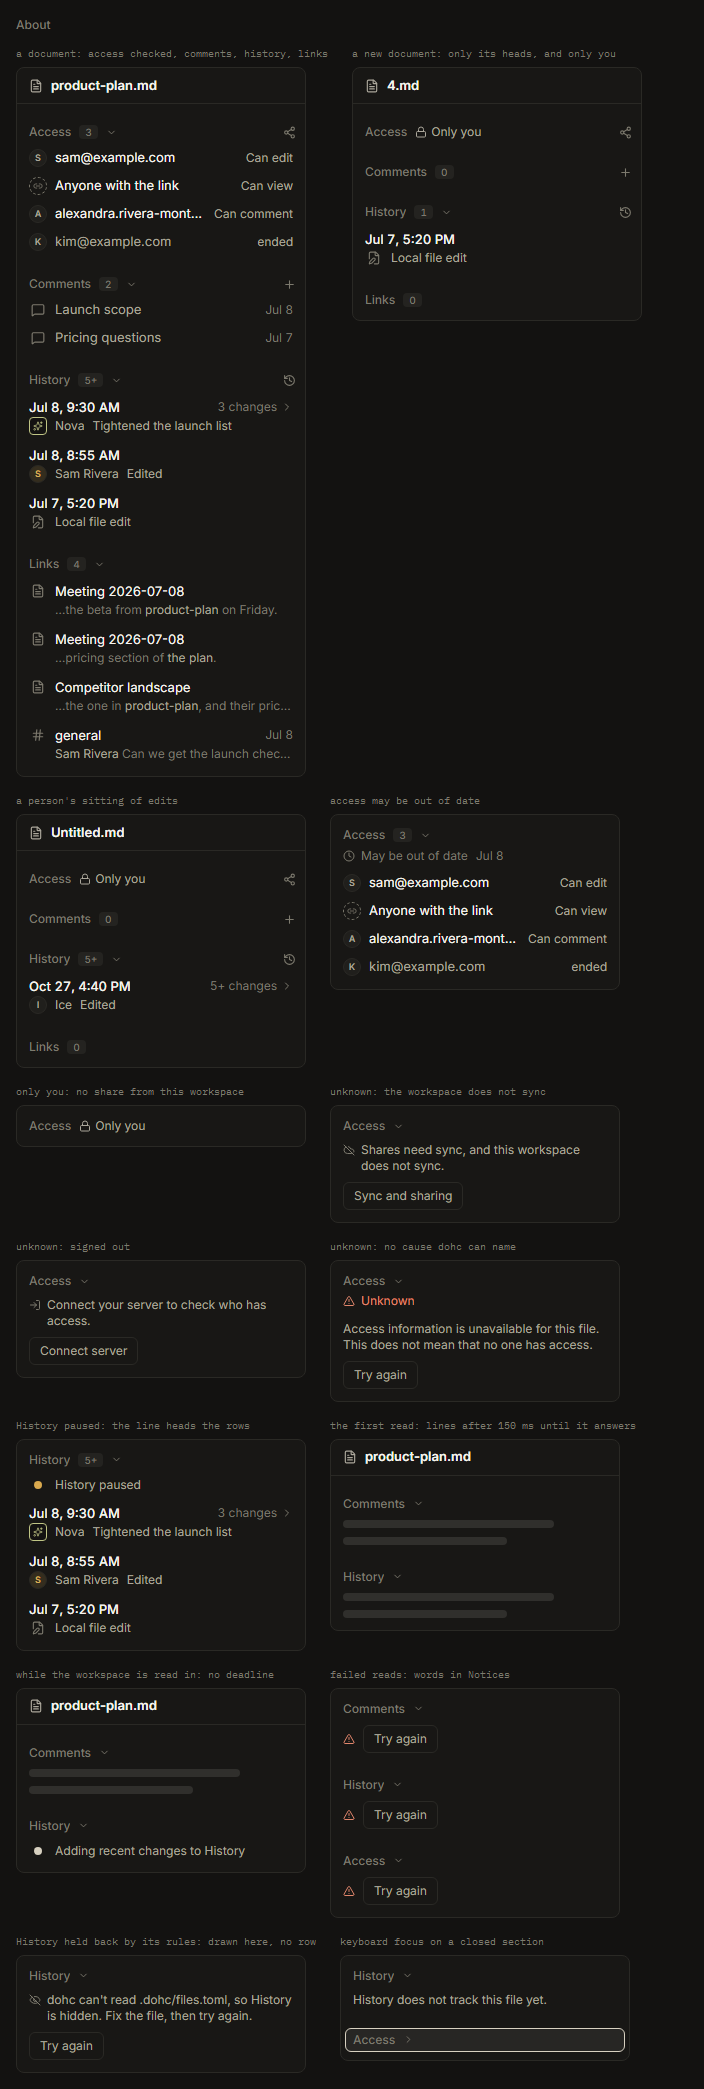 About
a document: access checked, comments, history, links
product-plan.md
Access 3
S sam@example.com Can edit
Anyone with the link Can view
A alexandra.rivera-mont... Can comment
K kim@example.com ended
Comments 2
Launch scope Jul 8
Pricing questions Jul 7
History 5+
Jul 8, 9:30 AM 3 changes
Nova Tightened the launch list
Jul 8, 8:55 AM
S Sam Rivera Edited
Jul 7, 5:20 PM
Local file edit
Links 4
Meeting 2026-07-08
...the beta from product-plan on Friday.
Meeting 2026-07-08
...pricing section of the plan.
Competitor landscape
...the one in product-plan, and their pric...
general Jul 8
Sam Rivera Can we get the launch chec...
a new document: only its heads, and only you
4.md
Access Only you
Comments 0
History 1
Jul 7, 5:20 PM
Local file edit
Links 0
a person's sitting of edits
Untitled.md
Access Only you
Comments 0
History 5+
Oct 27, 4:40 PM 5+ changes
I Ice Edited
Links 0
access may be out of date
Access 3
May be out of date Jul 8
S sam@example.com Can edit
Anyone with the link Can view
A alexandra.rivera-mont... Can comment
K kim@example.com ended
only you: no share from this workspace
Access Only you
unknown: the workspace does not sync
Access
Shares need sync, and this workspace
does not sync.
Sync and sharing
unknown: signed out
Access
Connect your server to check who has
access.
Connect server
unknown: no cause dohc can name
Access
Unknown
Access information is unavailable for this file.
This does not mean that no one has access.
Try again
History paused: the line heads the rows
History 5+
History paused
Jul 8, 9:30 AM 3 changes
Nova Tightened the launch list
Jul 8, 8:55 AM
S Sam Rivera Edited
Jul 7, 5:20 PM
Local file edit
the first read: lines after 150 ms until it answers
product-plan.md
Comments
History
while the workspace is read in: no deadline
product-plan.md
Comments
History
Adding recent changes to History
failed reads: words in Notices
Comments
Try again
History
Try again
Access
Try again
History held back by its rules: drawn here, no row
History
dohc can't read .dohc/files.toml, so History
is hidden. Fix the file, then try again.
Try again
keyboard focus on a closed section
History
History does not track this file yet.
Access